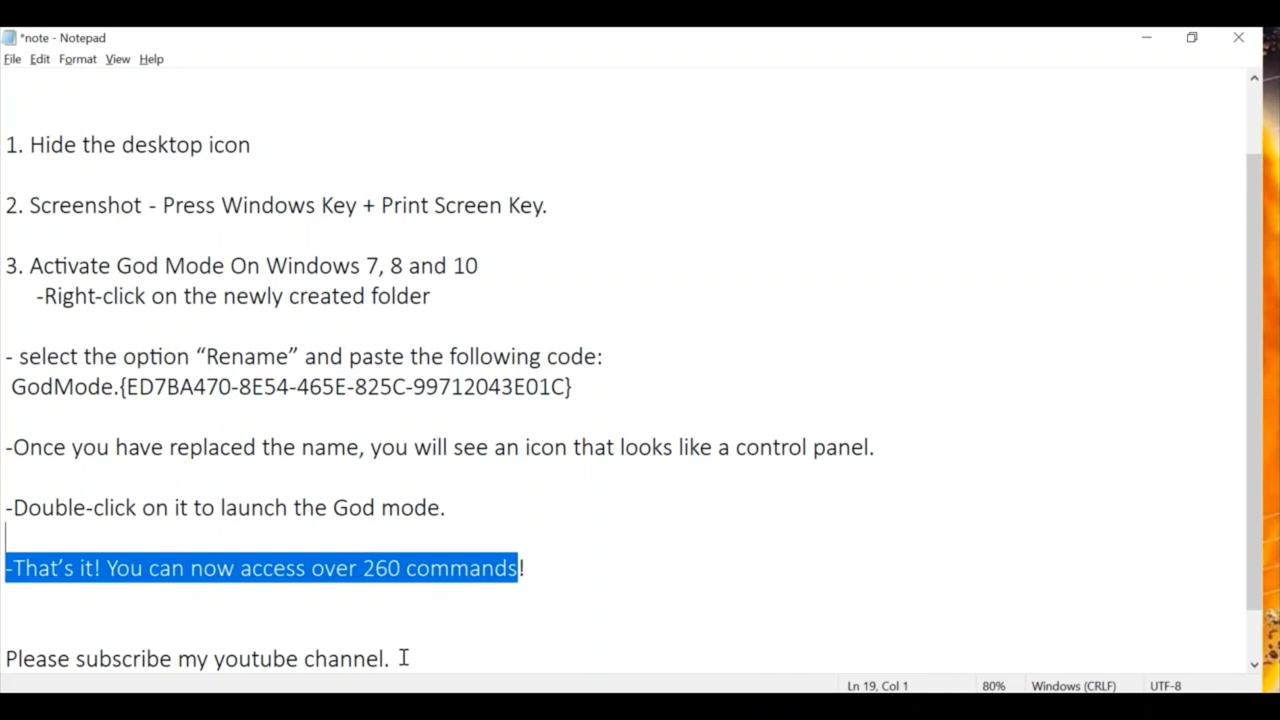 *note - Notepad
File Edit Format View Help
1. Hide the desktop icon
2. Screenshot - Press Windows Key + Print Screen Key.
3. Activate God Mode On Windows 7, 8 and 10
-Right-click on the newly created folder
- select the option “Rename” and paste the following code:
GodMode.{ED7BA470-8E54-465E-825C-99712043E01C}
-Once you have replaced the name, you will see an icon that looks like a control panel.
-Double-click on it to launch the God mode.
-That’s it! You can now access over 260 commands!
Please subscribe my youtube channel.
Ln 19, Col 1 80% Windows (CRLF) UTF-8